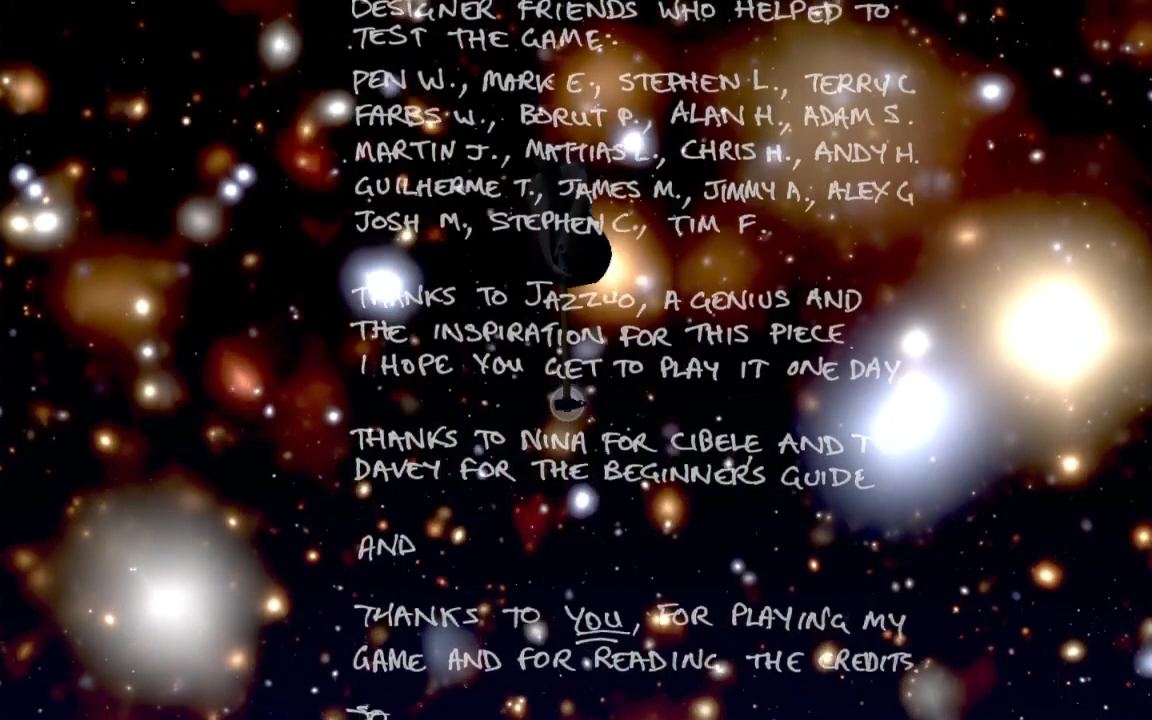 DESIGNER FRIENDS WHO HELPED TO
TEST THE GAME:
PEN W., MARK E., STEPHEN L., TERRY C
FARBS W., BORUT P., ALAN H., ADAM S.
MARTIN J., MATTIAS L., CHRIS H., ANDY H.
GUILHERME T., JAMES M., JIMMY A., ALEX G
JOSH M, STEPHEN C., TIM F.
THANKS TO JAZZUO, A GENIUS AND
THE INSPIRATION FOR THIS PIECE
I HOPE YOU GET TO PLAY IT ONE DAY
THANKS TO NINA FOR CIBELE AND TO
DAVEY FOR THE BEGINNER'S GUIDE
AND
THANKS TO YOU, FOR PLAYING MY
GAME AND FOR READING THE CREDITS.